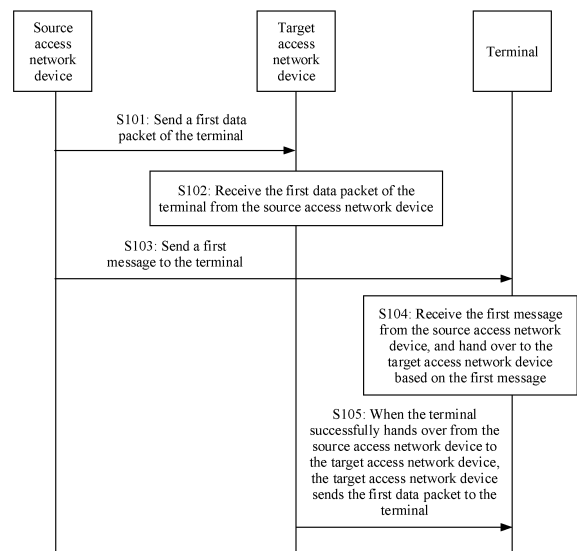 Source
access
network
device
Target
access
network
device
Terminal
S101: Send a first data
packet of the terminal
S102: Receive the first data packet of the
terminal from the source access network device
S103: Send a first
message to the terminal
S104: Receive the first message
from the source access network
device, and hand over to the
target access network device
based on the first message
S105: When the terminal
successfully hands over from the
source access network device to
the target access network device,
the target access network device
sends the first data packet to the
terminal